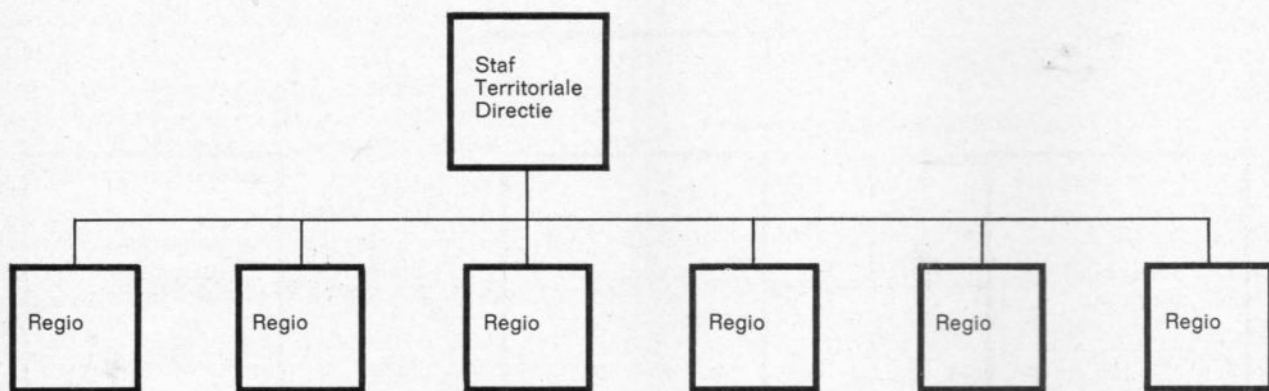 Staf
Territoriale
Directie
Regio
Regio
Regio
Regio
Regio
Regio